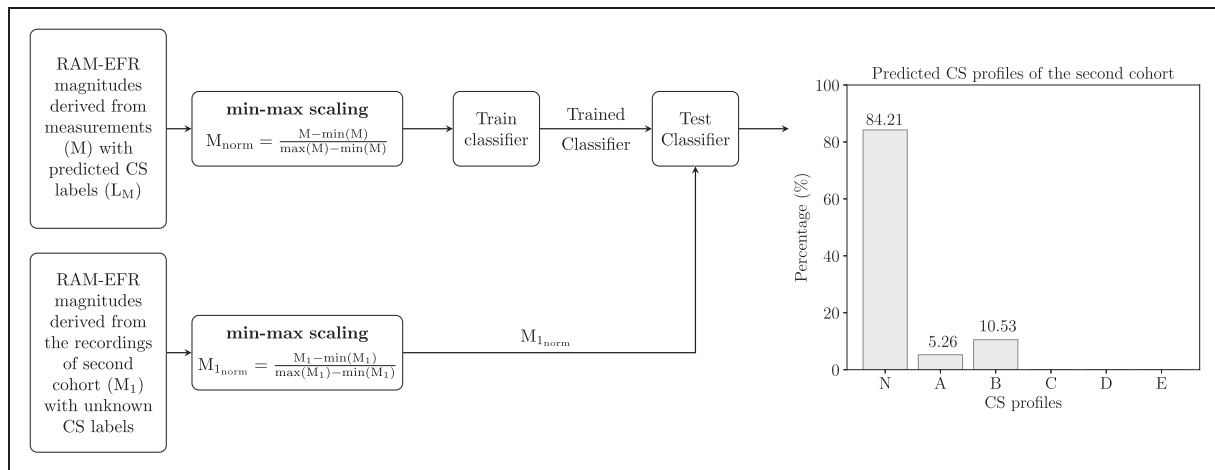 RAM-EFR
magnitudes
derived from
measurements
(M) with
predicted CS
labels (L_M)
min-max scaling
M_norm = M−min(M) / max(M)−min(M)
Train
classifier
Trained
Classifier
Test
Classifier
RAM-EFR
magnitudes
derived from
the recordings
of second
cohort (M_1)
with unknown
CS labels
min-max scaling
M_1norm = M_1−min(M_1) / max(M_1)−min(M_1)
M_1norm
Predicted CS profiles of the second cohort
Percentage (%)
100
80
60
40
20
0
84.21
5.26
10.53
N A B C D E
CS profiles